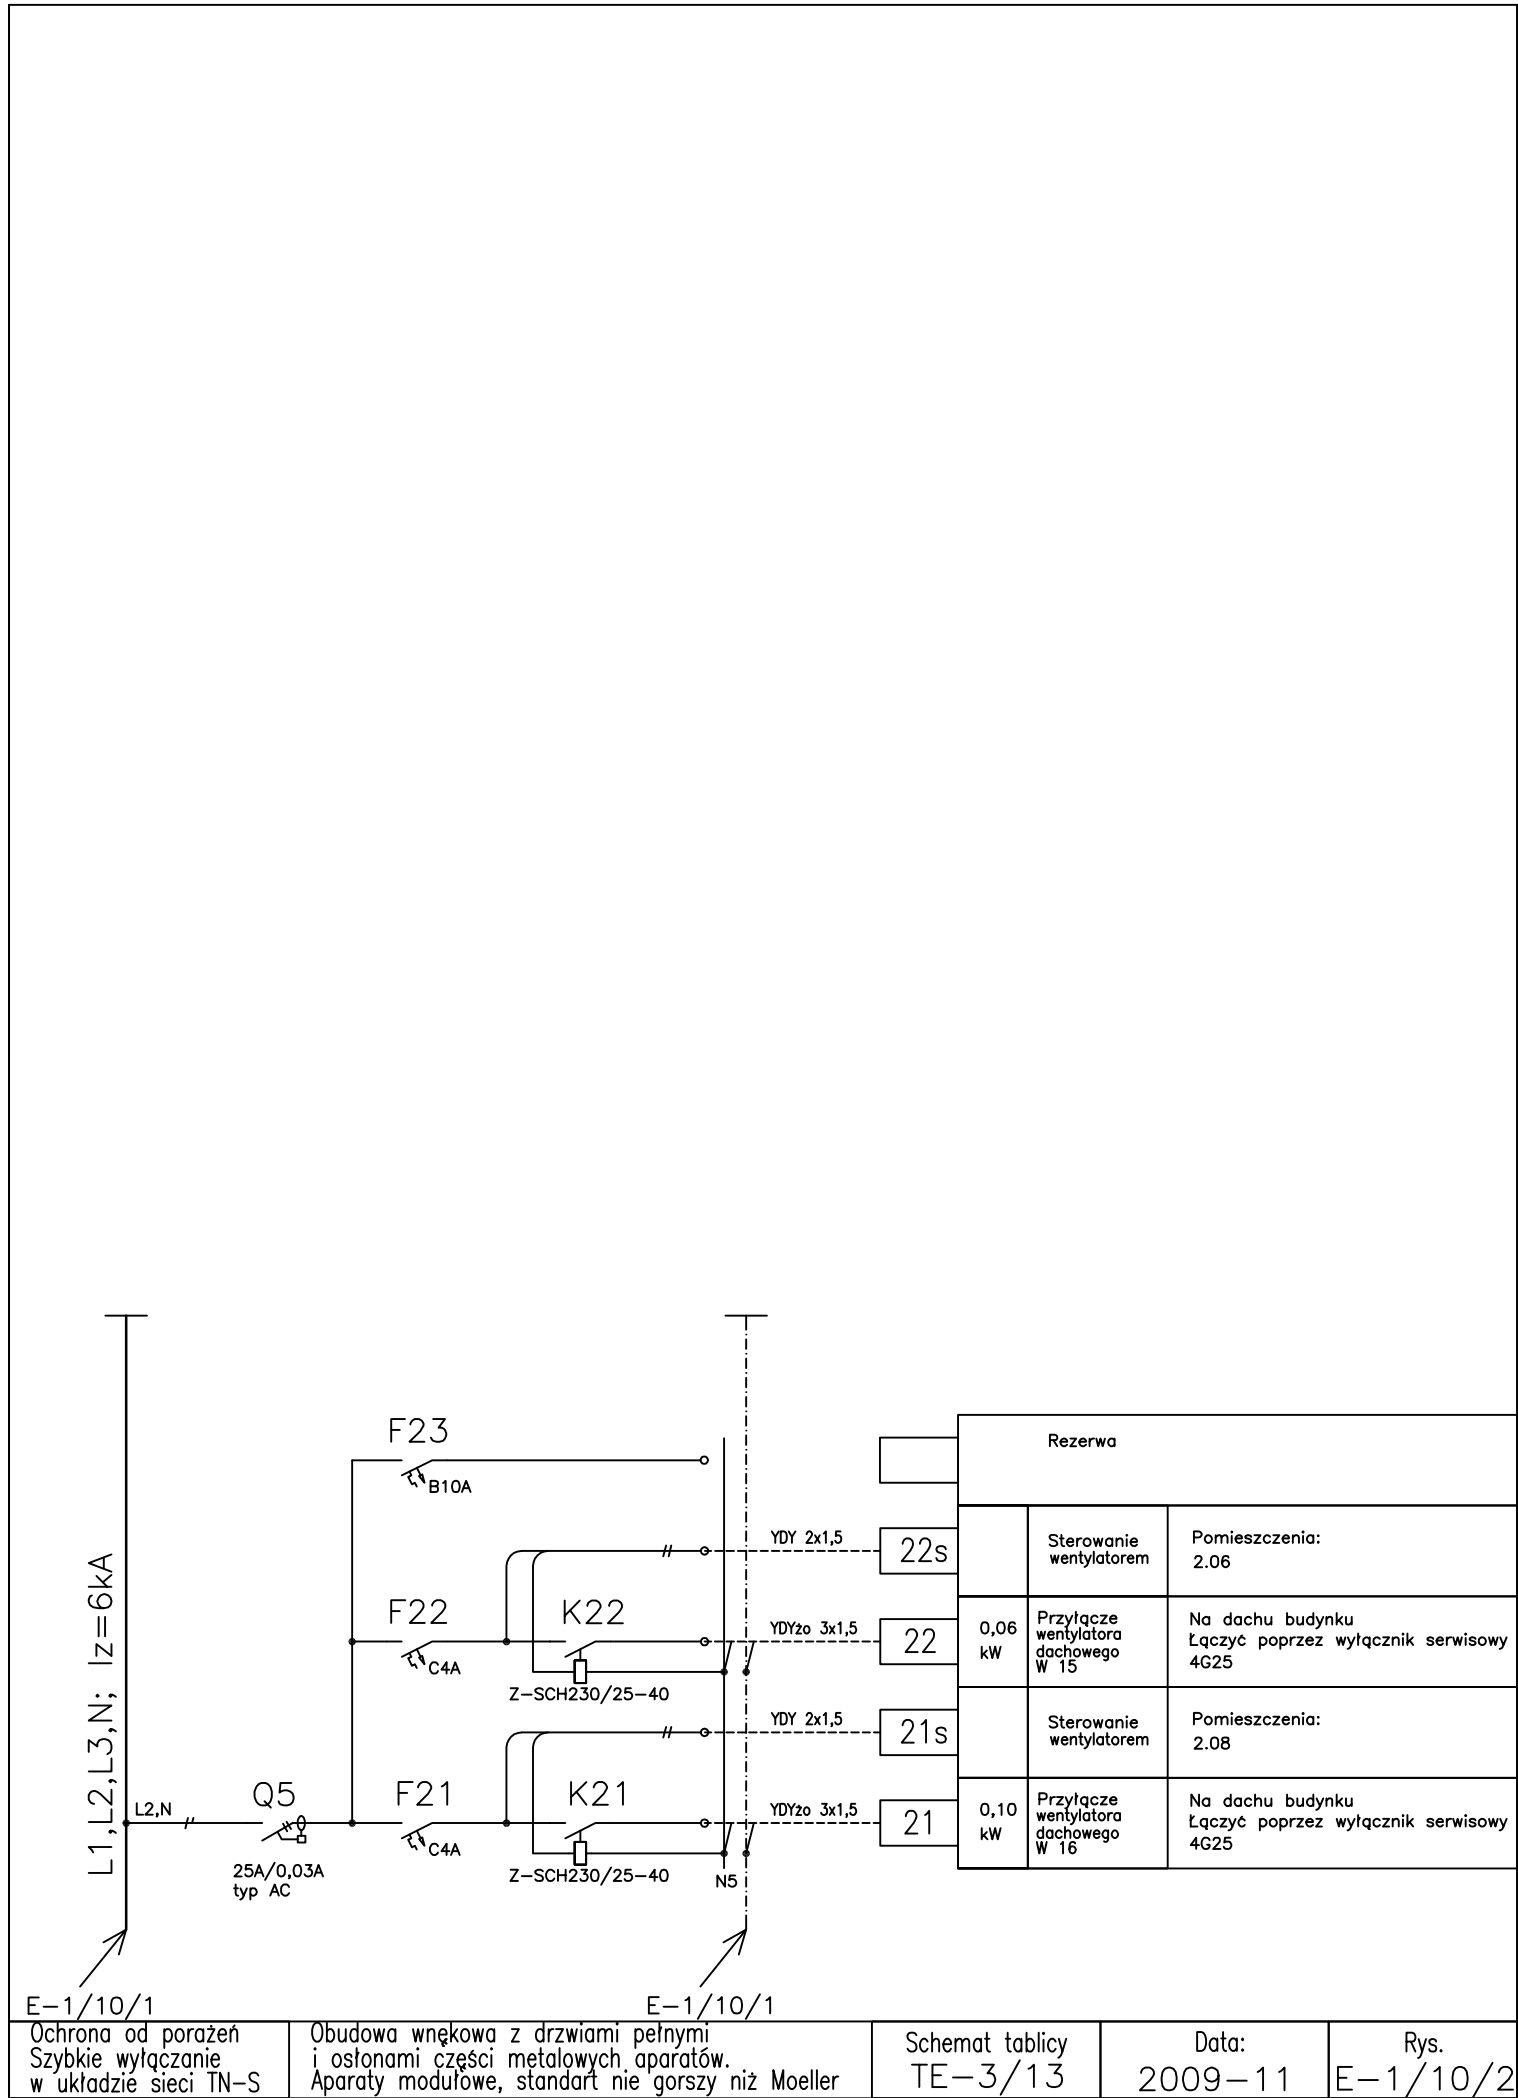 F23
B10A
Rezerwa
YDY 2x1,5
22s
Sterowanie
wentylatorem
Pomieszczenia:
2.06
F22
C4A
K22
Z-SCH230/25-40
YDYżo 3x1,5
22
0,06
kW
Przyłącze
wentylatora
dachowego
W 15
Na dachu budynku
Łączyć poprzez wyłącznik serwisowy
4G25
YDY 2x1,5
21s
Sterowanie
wentylatorem
Pomieszczenia:
2.08
L1,L2,L3,N; Iz=6kA
L2,N
Q5
25A/0,03A
typ AC
F21
C4A
K21
Z-SCH230/25-40
N5
YDYżo 3x1,5
21
0,10
kW
Przyłącze
wentylatora
dachowego
W 16
Na dachu budynku
Łączyć poprzez wyłącznik serwisowy
4G25
E-1/10/1
E-1/10/1
Ochrona od porażeń
Szybkie wyłączanie
w układzie sieci TN-S
Obudowa wnękowa z drzwiami pełnymi
i osłonami części metalowych aparatów.
Aparaty modułowe, standart nie gorszy niż Moeller
Schemat tablicy
TE-3/13
Data:
2009-11
Rys.
E-1/10/2